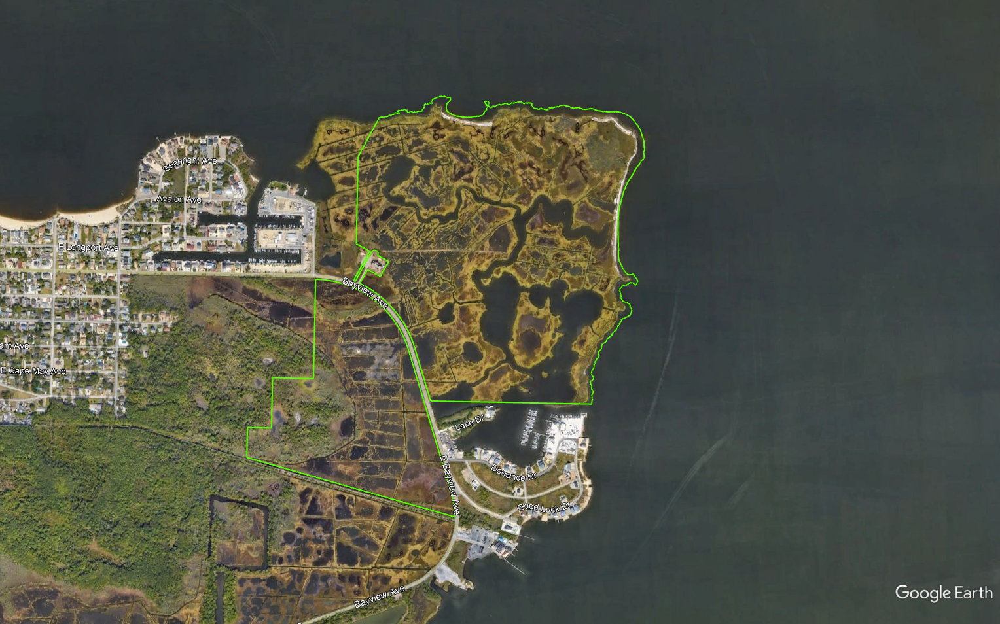 Seabright Ave
Avalon Ave
E Longport Ave
Bayview Ave
ant Ave
E Cape May Ave
Lake Dr
E Bayview Ave
Dorrance Dr
Good Luck Dr
Bayview Ave
Google Earth